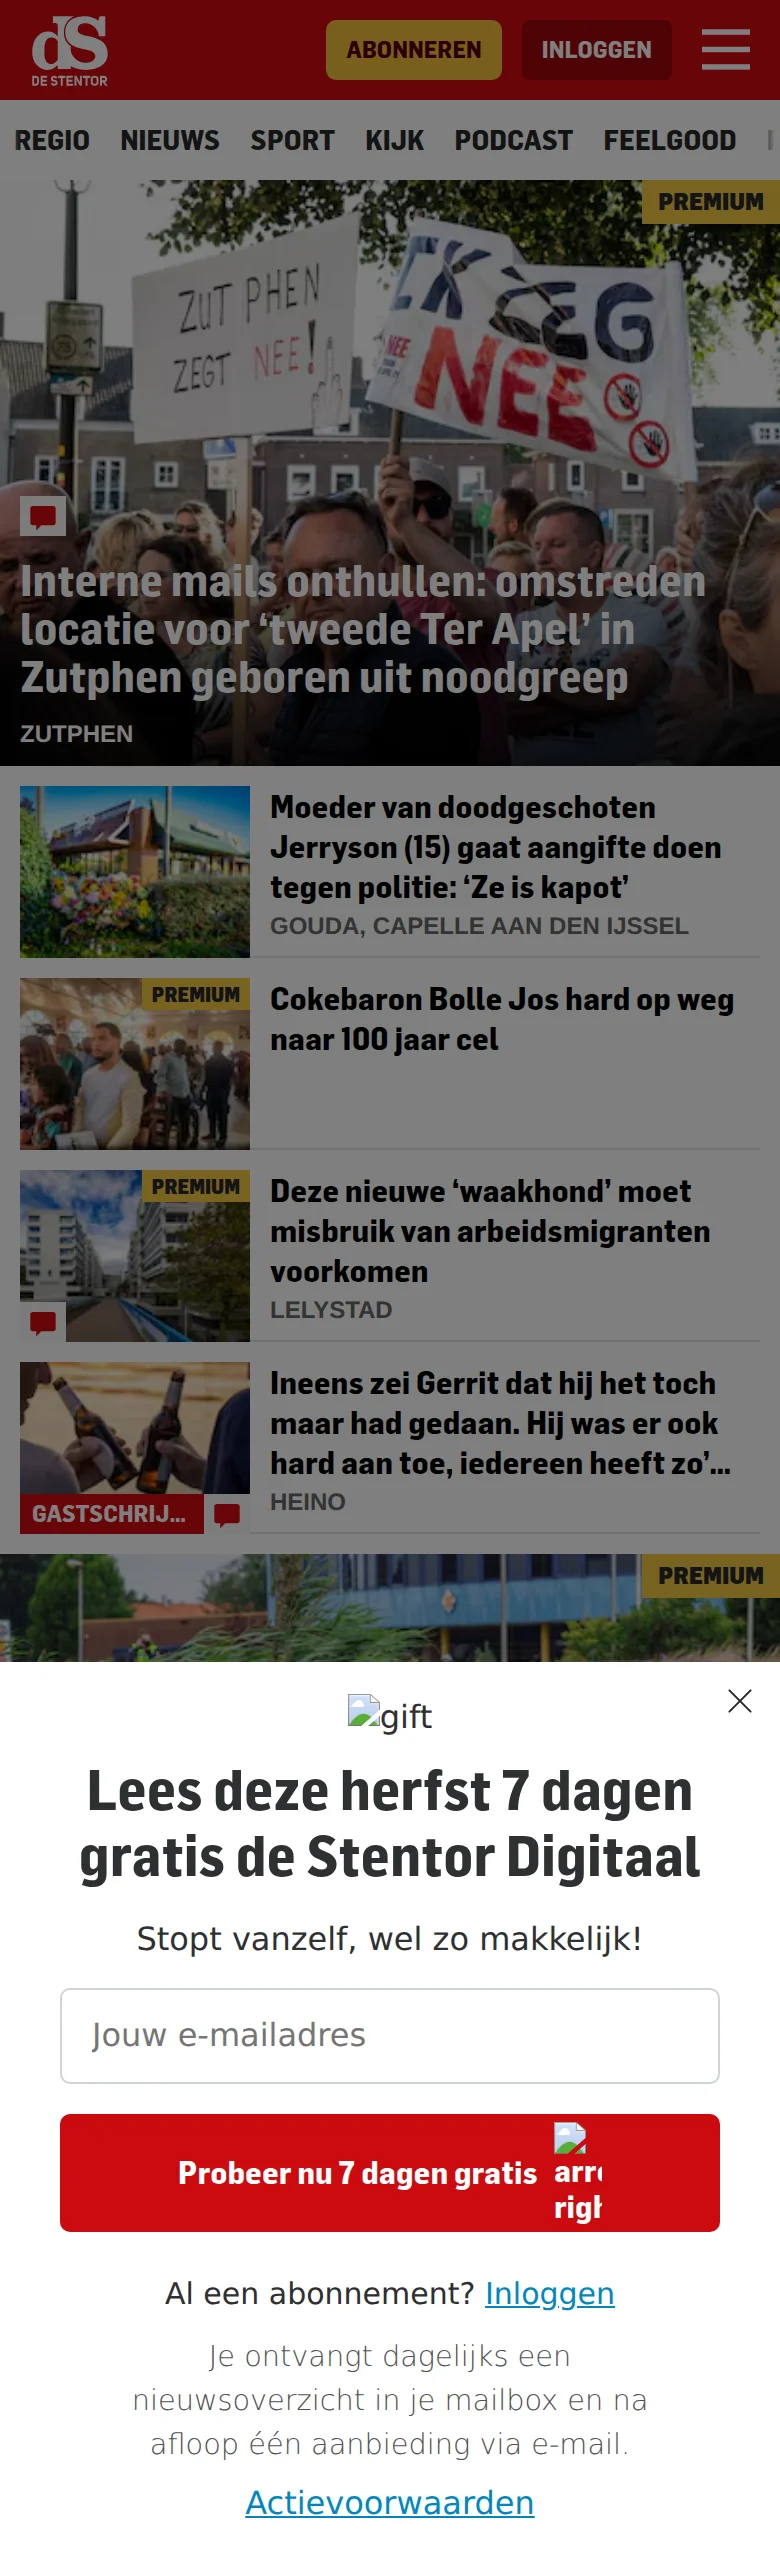 dS
DE STENTOR
ABONNEREN
INLOGGEN
REGIO NIEUWS SPORT KIJK PODCAST FEELGOOD
PREMIUM
ZUTPHEN
ZEGT NEE!
NEE
NEE
Interne mails onthullen: omstreden
locatie voor ‘tweede Ter Apel’ in
Zutphen geboren uit noodgreep
ZUTPHEN
Moeder van doodgeschoten
Jerryson (15) gaat aangifte doen
tegen politie: ‘Ze is kapot’
GOUDA, CAPELLE AAN DEN IJSSEL
PREMIUM
Cokebaron Bolle Jos hard op weg
naar 100 jaar cel
PREMIUM
Deze nieuwe ‘waakhond’ moet
misbruik van arbeidsmigranten
voorkomen
LELYSTAD
Ineens zei Gerrit dat hij het toch
maar had gedaan. Hij was er ook
hard aan toe, iedereen heeft zo’...
GASTSCHRIJ...
HEINO
PREMIUM
gift
Lees deze herfst 7 dagen
gratis de Stentor Digitaal
Stopt vanzelf, wel zo makkelijk!
Jouw e-mailadres
Probeer nu 7 dagen gratis
Al een abonnement? Inloggen
Je ontvangt dagelijks een
nieuwsoverzicht in je mailbox en na
afloop één aanbieding via e-mail.
Actievoorwaarden